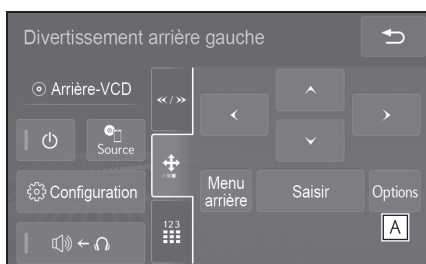 Divertissement arrière gauche
Arrière-VCD
Source
Configuration
123
Menu
arrière
Saisir
Options
A